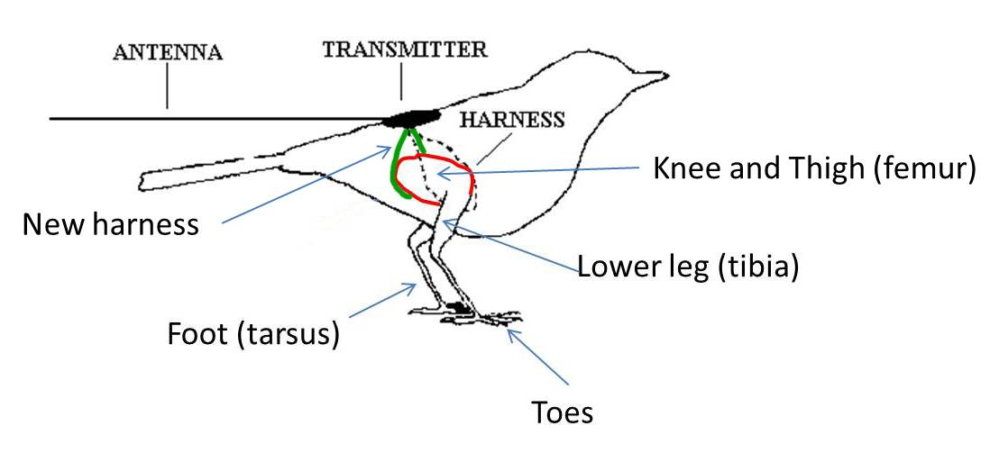 ANTENNA
TRANSMITTER
HARNESS
Knee and Thigh (femur)
New harness
Lower leg (tibia)
Foot (tarsus)
Toes